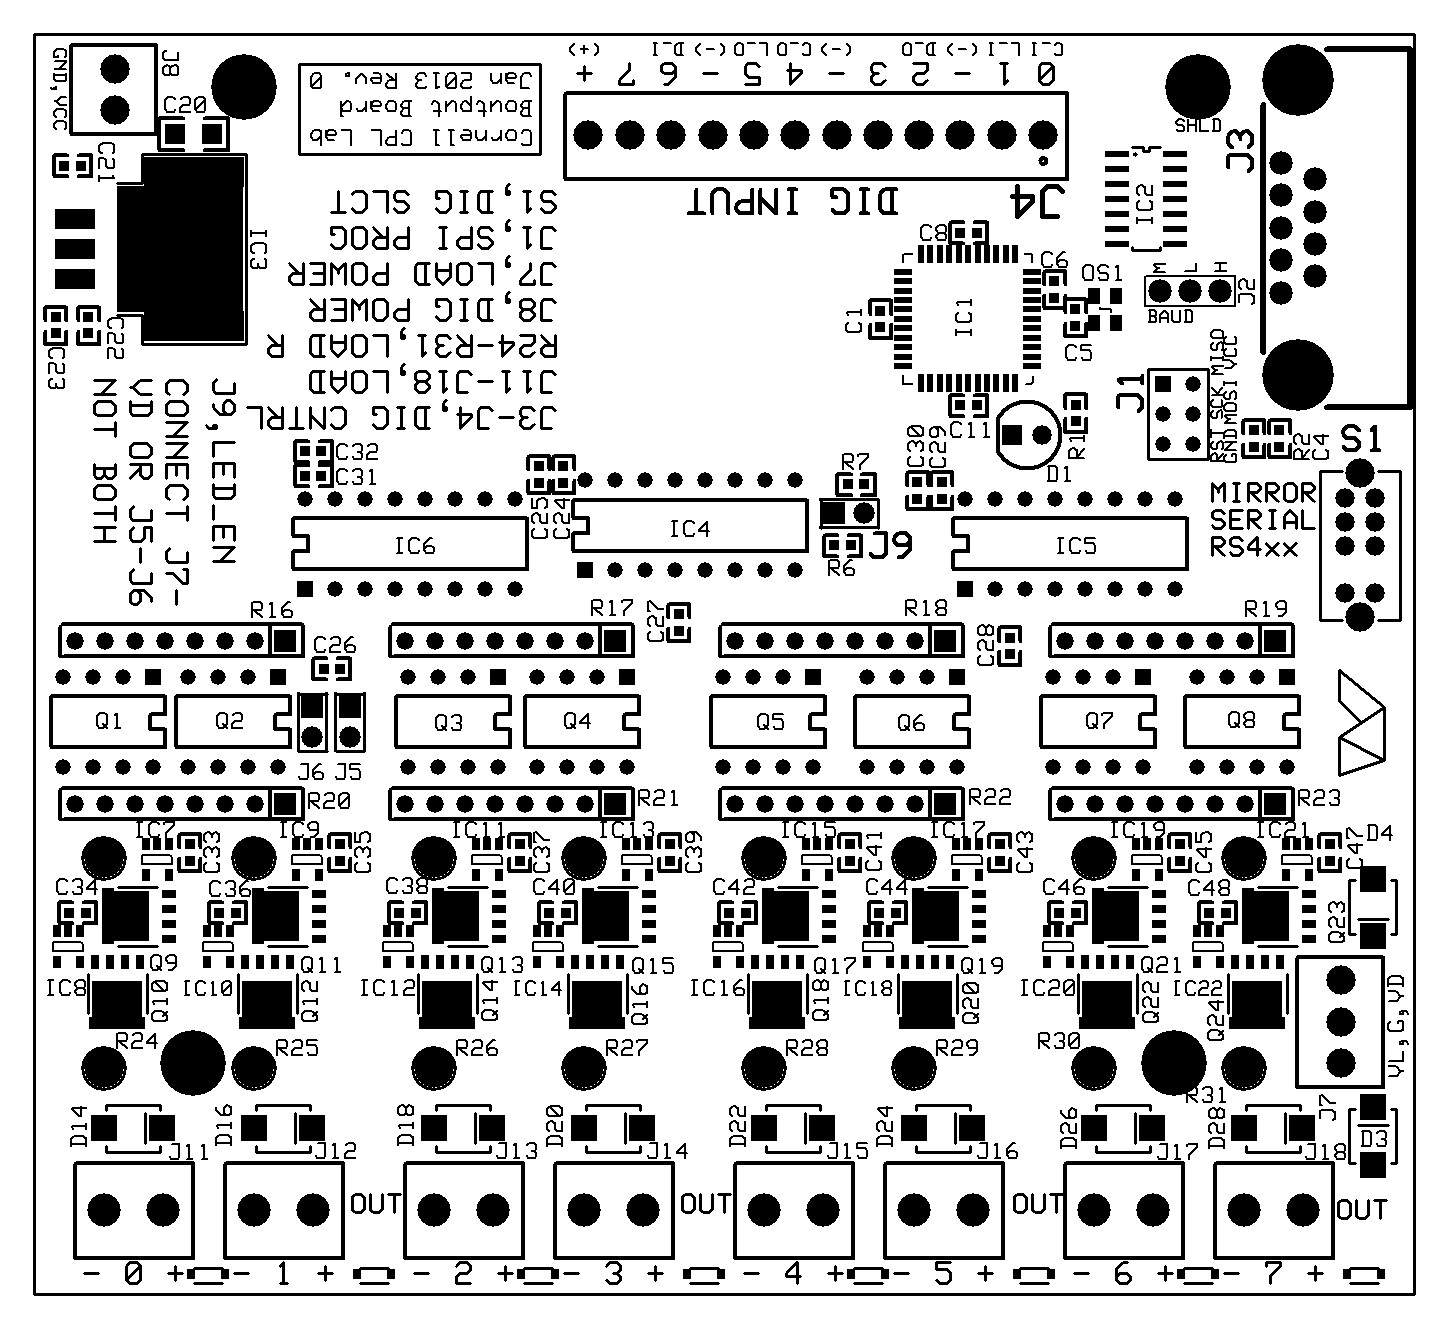 GND,VCC
J8
C20
C21
IC3
C22
C23
Cornell CPL Lab
Boutput Board
Jan 2013 Rev. 0
(+) D_I (-) C_O L_O (-) D_O (-) I_L C_I
+ 7 6 - 5 4 - 3 2 - 1 0
DIG INPUT
J4
SHLD
J3
IC2
C8
C6
OS1
M L H
J2
BAUD
C1
IC1
C5
J3-J4,DIG CNTRL
J11-J18,LOAD
R24-R31,LOAD R
J8,DIG POWER
J7,LOAD POWER
J1,SPI PROG
S1,DIG SLCT
J9,LED_EN
CONNECT J7-
VD OR J5-J6
NOT BOTH
J1
RST SCK MISO
GND MOSI VCC
C11
R1
D1
R2
C4
S1
MIRROR
SERIAL
RS4xx
C32
C31
C25
C24
R7
J9
R6
C30
C29
IC6
IC4
IC5
R16
R17
C27
R18
C28
R19
C26
Q1 Q2 Q3 Q4 Q5 Q6 Q7 Q8
J6 J5
R20 R21 R22 R23
IC7 IC9 IC11 IC13 IC15 IC17 IC19 IC21
C33 C35 C37 C39 C41 C43 C45 C47
D4
C34 C36 C38 C40 C42 C44 C46 C48
Q23
Q9 Q11 Q13 Q15 Q17 Q19 Q21
IC8 IC10 IC12 IC14 IC16 IC18 IC20 IC22
Q10 Q12 Q14 Q16 Q18 Q20 Q22 Q24
YL,G,YD
R24 R25 R26 R27 R28 R29 R30 R31
J7
D14 D16 D18 D20 D22 D24 D26 D28
D3
J11 J12 J13 J14 J15 J16 J17 J18
OUT OUT OUT OUT
- 0 + - 1 + - 2 + - 3 + - 4 + - 5 + - 6 + - 7 +